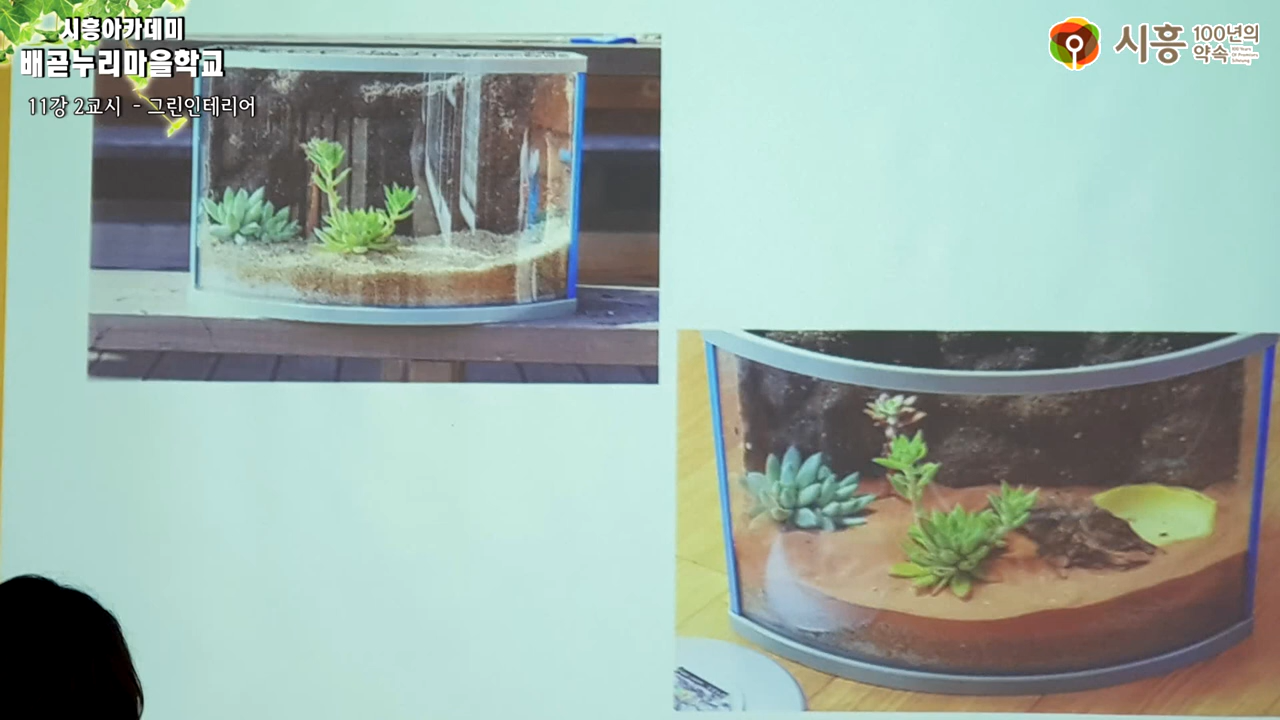 시흥아카데미
배곧누리마을학교
11강 2교시 - 그린인테리어
시흥 100년의
약속